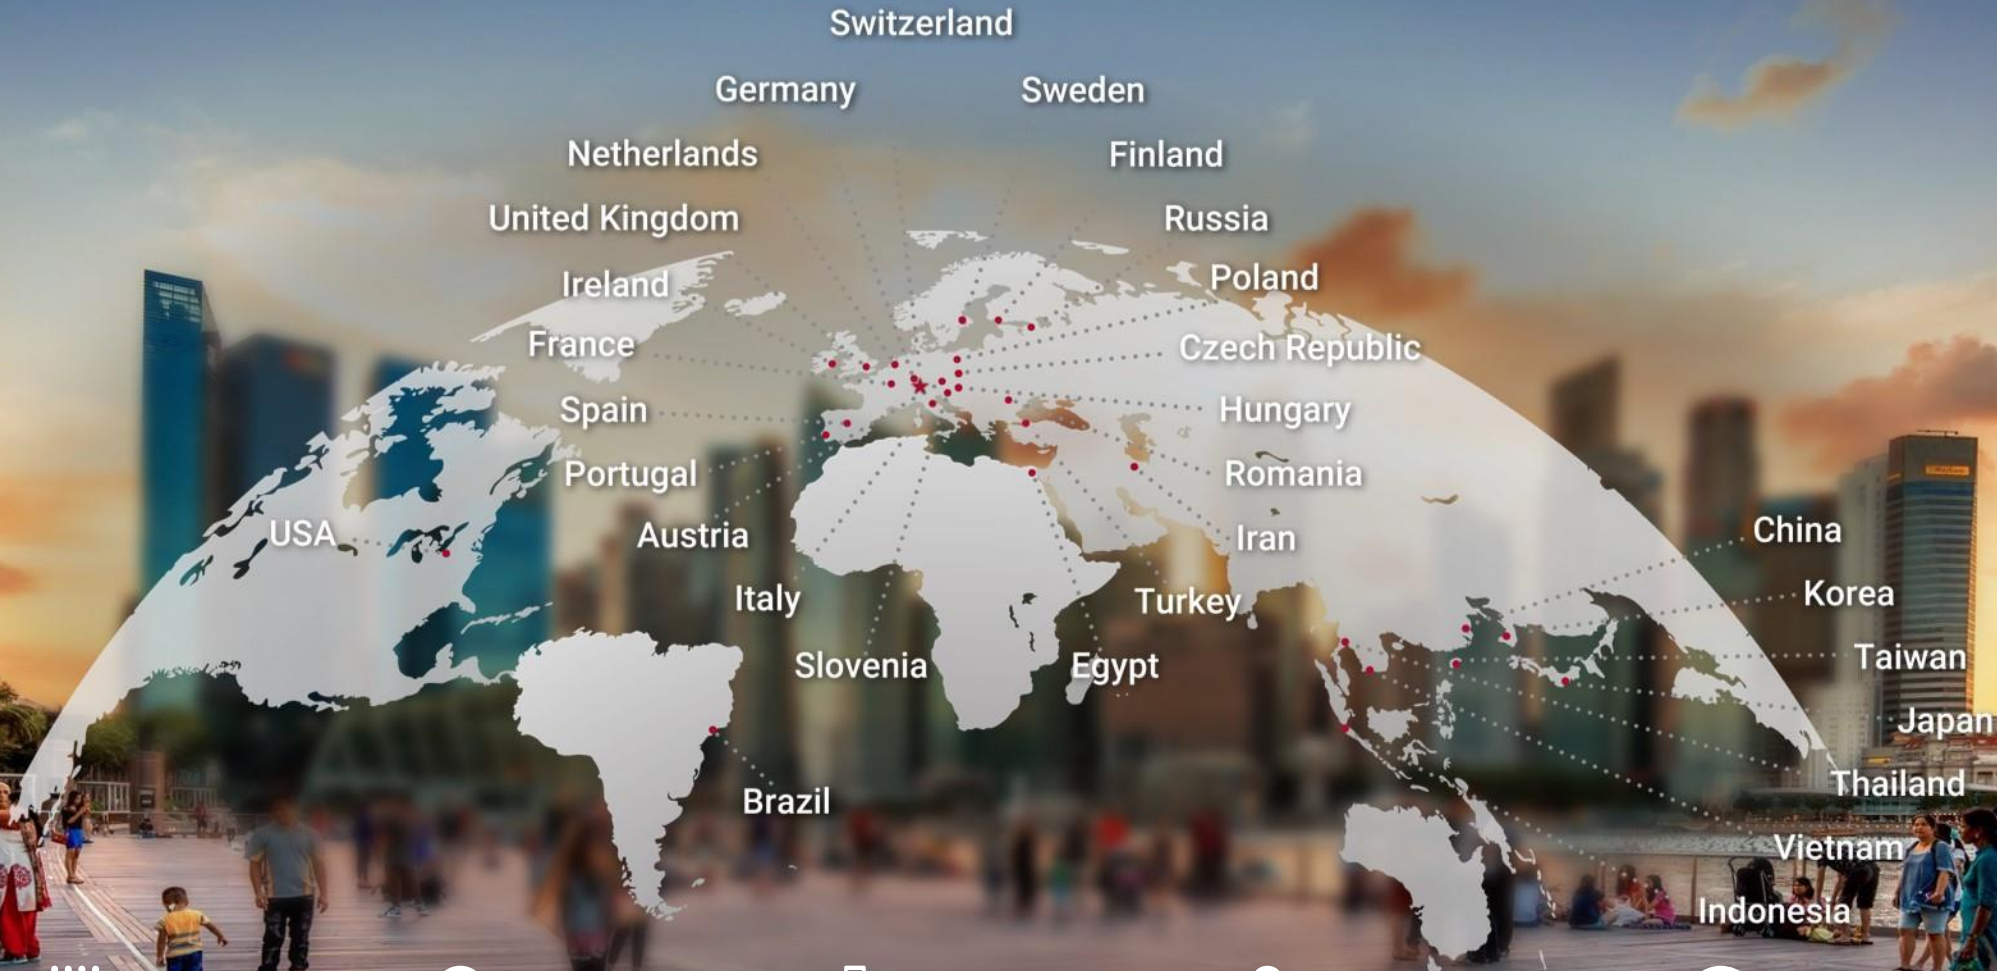 Switzerland
Germany
Sweden
Netherlands
Finland
United Kingdom
Russia
Ireland
Poland
France
Czech Republic
Spain
Hungary
Portugal
Romania
USA
Austria
Iran
China
Italy
Turkey
Korea
Slovenia
Egypt
Taiwan
Japan
Brazil
Thailand
Vietnam
Indonesia